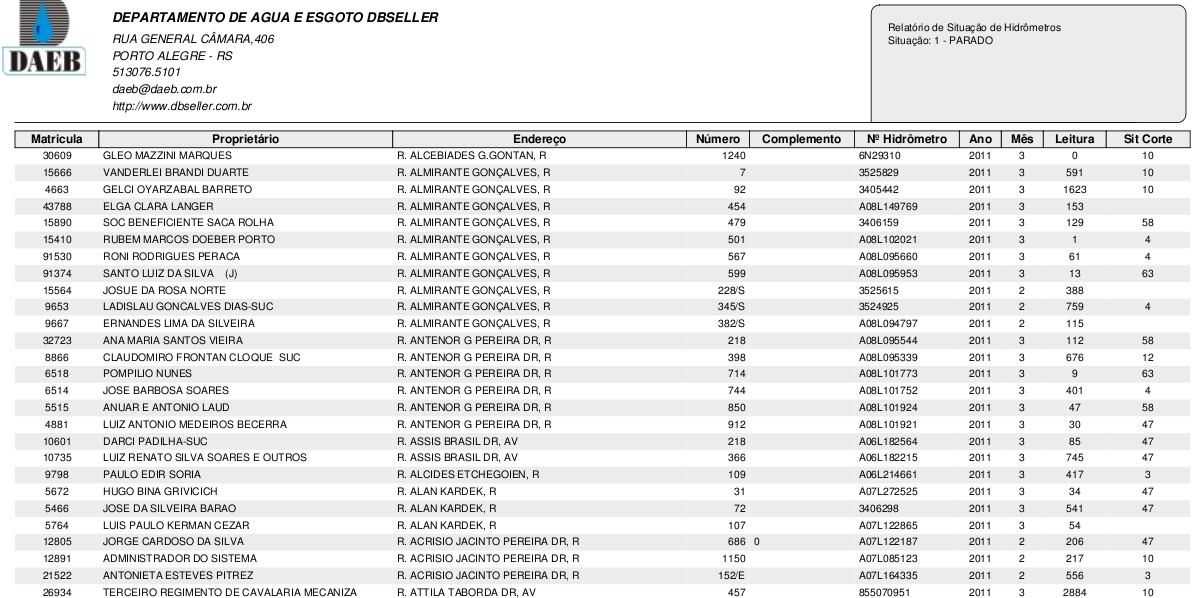 DAEB
DEPARTAMENTO DE AGUA E ESGOTO DBSELLER
RUA GENERAL CÂMARA,406
PORTO ALEGRE - RS
513076.5101
daeb@daeb.com.br
http://www.dbseller.com.br
Relatório de Situação de Hidrômetros
Situação: 1 - PARADO
Matricula Proprietário Endereço Número Complemento Nº Hidrômetro Ano Mês Leitura Sit Corte
30609 GLEO MAZZINI MARQUES R. ALCEBIADES G.GONTAN, R 1240 6N29310 2011 3 0 10
15666 VANDERLEI BRANDI DUARTE R. ALMIRANTE GONÇALVES, R 7 3525829 2011 3 591 10
4663 GELCI OYARZABAL BARRETO R. ALMIRANTE GONÇALVES, R 92 3405442 2011 3 1623 10
43788 ELGA CLARA LANGER R. ALMIRANTE GONÇALVES, R 454 A08L149769 2011 3 153
15890 SOC BENEFICIENTE SACA ROLHA R. ALMIRANTE GONÇALVES, R 479 3406159 2011 3 129 58
15410 RUBEM MARCOS DOEBER PORTO R. ALMIRANTE GONÇALVES, R 501 A08L102021 2011 3 1 4
91530 RONI RODRIGUES PERACA R. ALMIRANTE GONÇALVES, R 567 A08L095660 2011 3 61 4
91374 SANTO LUIZ DA SILVA (J) R. ALMIRANTE GONÇALVES, R 599 A08L095953 2011 3 13 63
15564 JOSUE DA ROSA NORTE R. ALMIRANTE GONÇALVES, R 228/S 3525615 2011 2 388
9653 LADISLAU GONCALVES DIAS-SUC R. ALMIRANTE GONÇALVES, R 345/S 3524925 2011 2 759 4
9667 ERNANDES LIMA DA SILVEIRA R. ALMIRANTE GONÇALVES, R 382/S A08L094797 2011 2 115
32723 ANA MARIA SANTOS VIEIRA R. ANTENOR G PEREIRA DR, R 218 A08L095544 2011 3 112 58
8866 CLAUDOMIRO FRONTAN CLOQUE SUC R. ANTENOR G PEREIRA DR, R 398 A08L095339 2011 3 676 12
6518 POMPILIO NUNES R. ANTENOR G PEREIRA DR, R 714 A08L101773 2011 3 9 63
6514 JOSE BARBOSA SOARES R. ANTENOR G PEREIRA DR, R 744 A08L101752 2011 3 401 4
5515 ANUAR E ANTONIO LAUD R. ANTENOR G PEREIRA DR, R 850 A08L101924 2011 3 47 58
4881 LUIZ ANTONIO MEDEIROS BECERRA R. ANTENOR G PEREIRA DR, R 912 A08L101921 2011 3 30 47
10601 DARCI PADILHA-SUC R. ASSIS BRASIL DR, AV 218 A06L182564 2011 3 85 47
10735 LUIZ RENATO SILVA SOARES E OUTROS R. ASSIS BRASIL DR, AV 366 A06L182215 2011 3 745 47
9798 PAULO EDIR SORIA R. ALCIDES ETCHEGOIEN, R 109 A06L214661 2011 3 417 3
5672 HUGO BINA GRIVICICH R. ALAN KARDEK, R 31 A07L272525 2011 3 34 47
5466 JOSE DA SILVEIRA BARAO R. ALAN KARDEK, R 72 3406298 2011 3 541 47
5764 LUIS PAULO KERMAN CEZAR R. ALAN KARDEK, R 107 A07L122865 2011 3 54
12805 JORGE CARDOSO DA SILVA R. ACRISIO JACINTO PEREIRA DR, R 686 0 A07L122187 2011 2 206 47
12891 ADMINISTRADOR DO SISTEMA R. ACRISIO JACINTO PEREIRA DR, R 1150 A07L085123 2011 2 217 10
21522 ANTONIETA ESTEVES PITREZ R. ACRISIO JACINTO PEREIRA DR, R 152/E A07L164335 2011 2 556 3
26934 TERCEIRO REGIMENTO DE CAVALARIA MECANIZA R. ATTILA TABORDA DR, AV 457 855070951 2011 3 2884 10